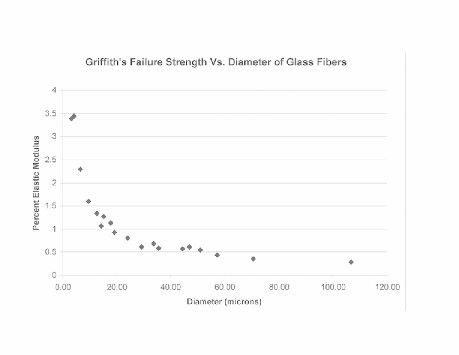 Griffith's Failure Strength Vs. Diameter of Glass Fibers
4
3.5
3
2.5
2
1.5
1
0.5
0
Percent Elastic Modulus
0.00 20.00 40.00 60.00 80.00 100.00 120.00
Diameter (microns)